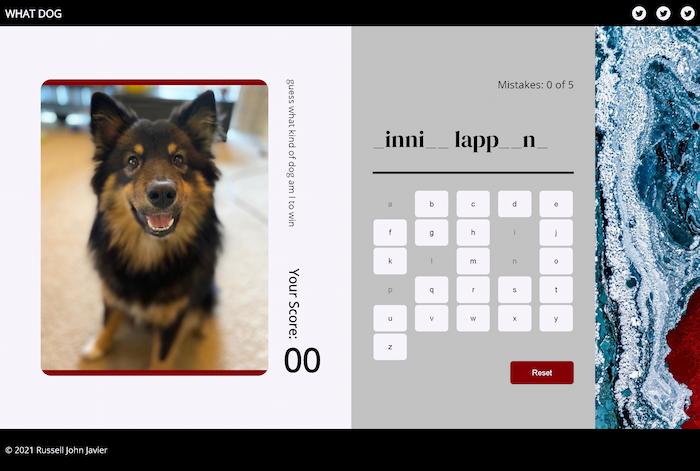 WHAT DOG
guess what kind of dog am I to win
Your Score:
00
Mistakes: 0 of 5
_inni__ lapp__n_
a b c d e
f g h i j
k l m n o
p q r s t
u v w x y
z
Reset
© 2021 Russell John Javier